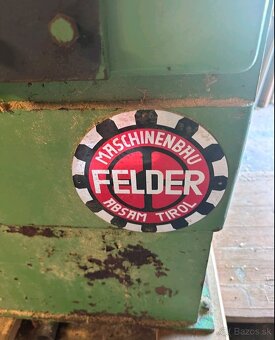 MASCHINENBAU
FELDER
ABSAM TIROL
Bazos.sk